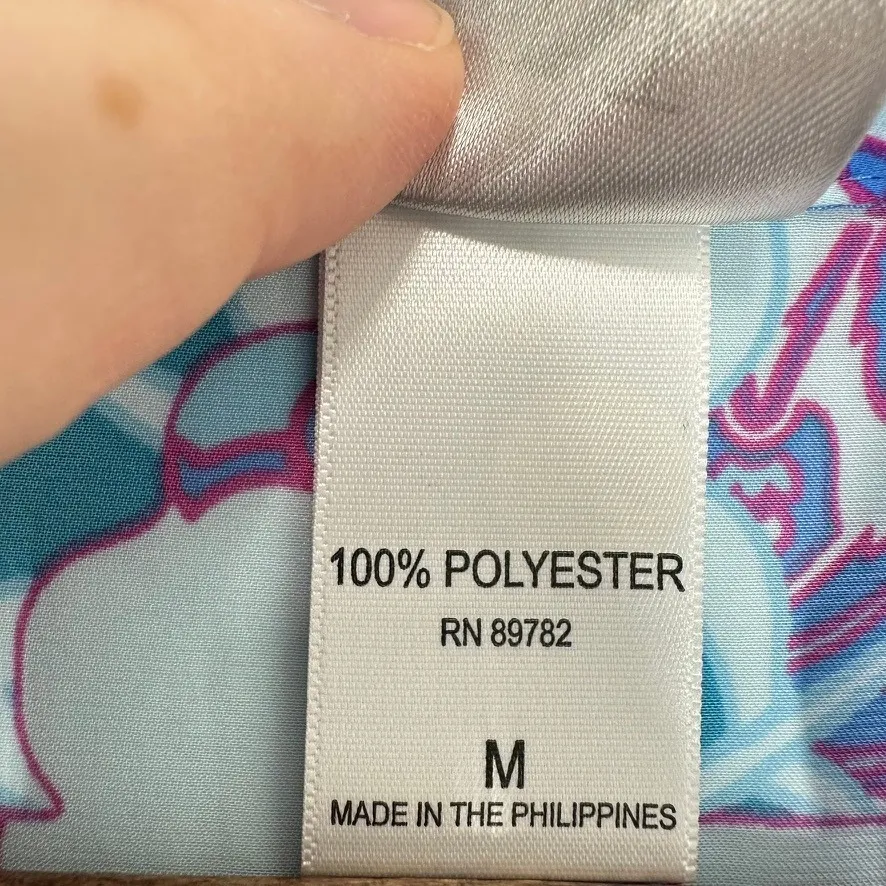 100% POLYESTER
RN 89782
M
MADE IN THE PHILIPPINES